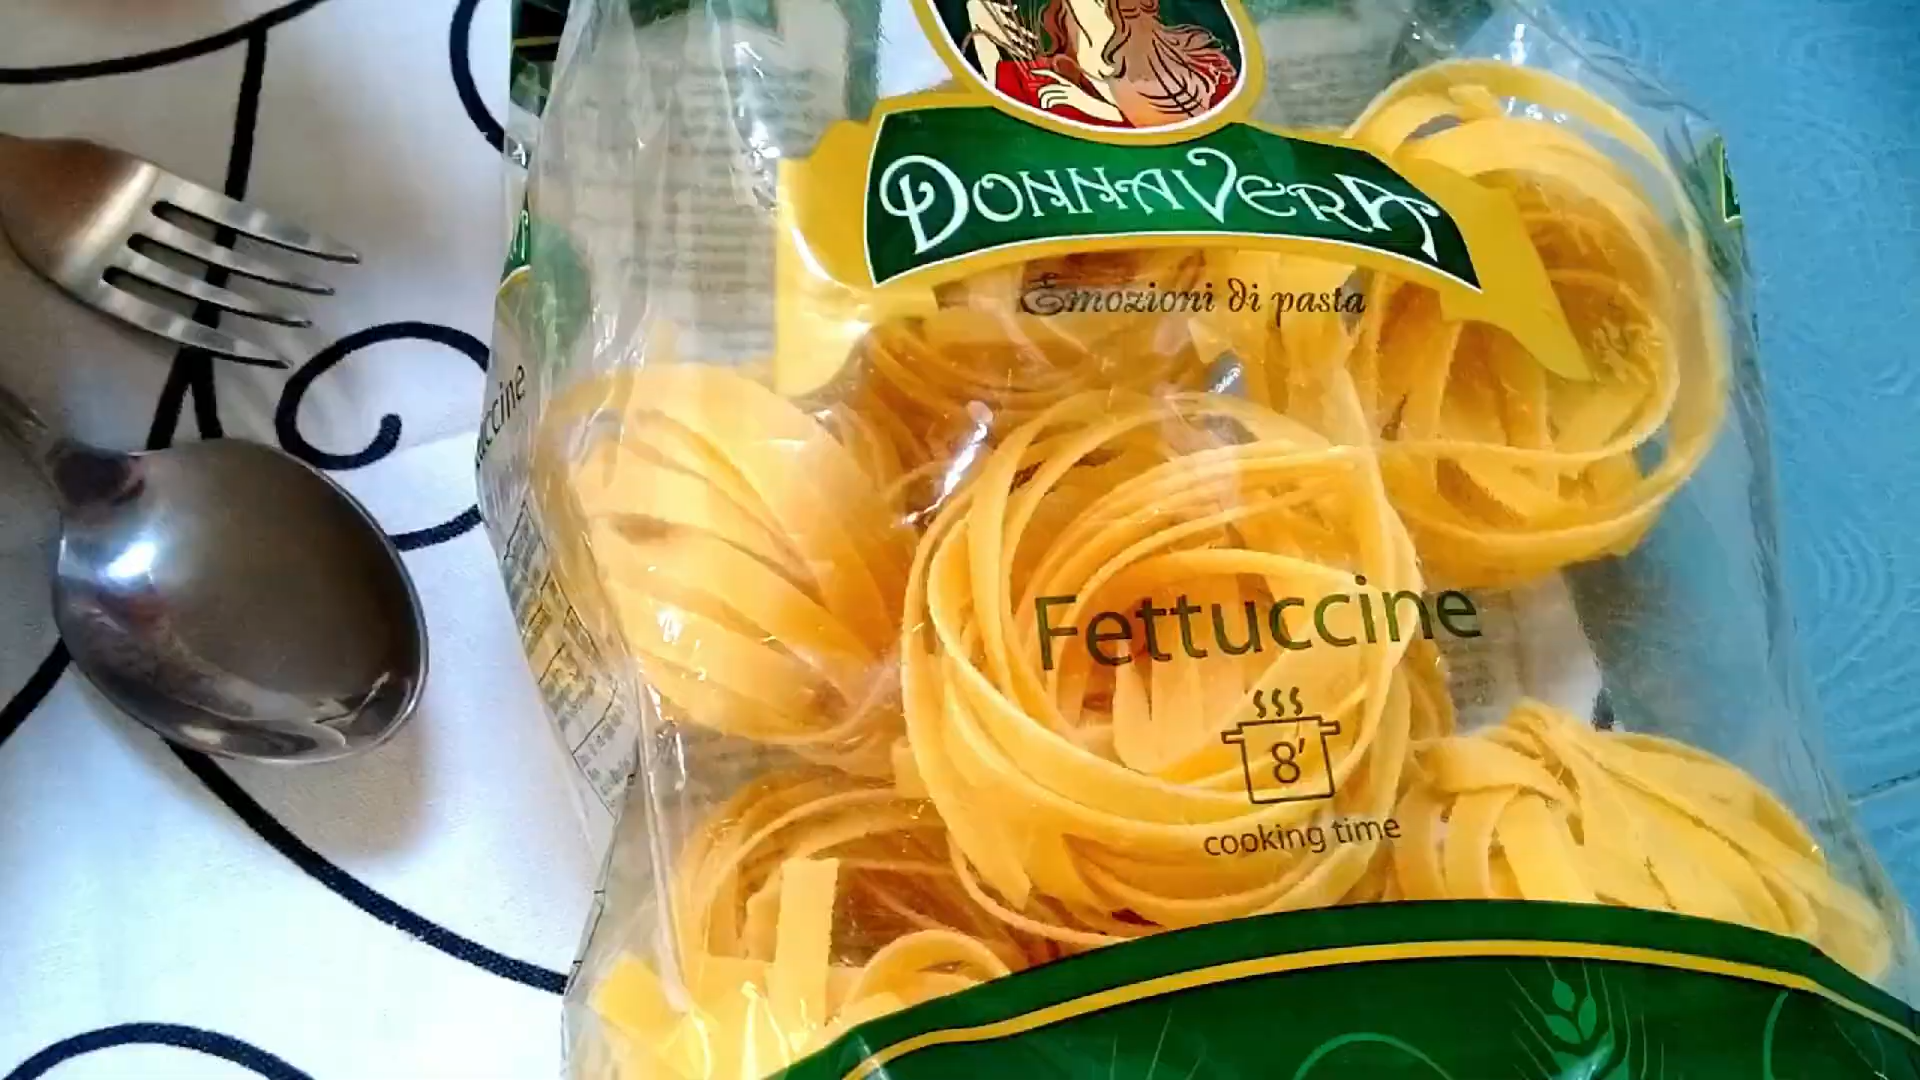 DONNAVERA
Emozioni di pasta
Fettuccine
8'
cooking time